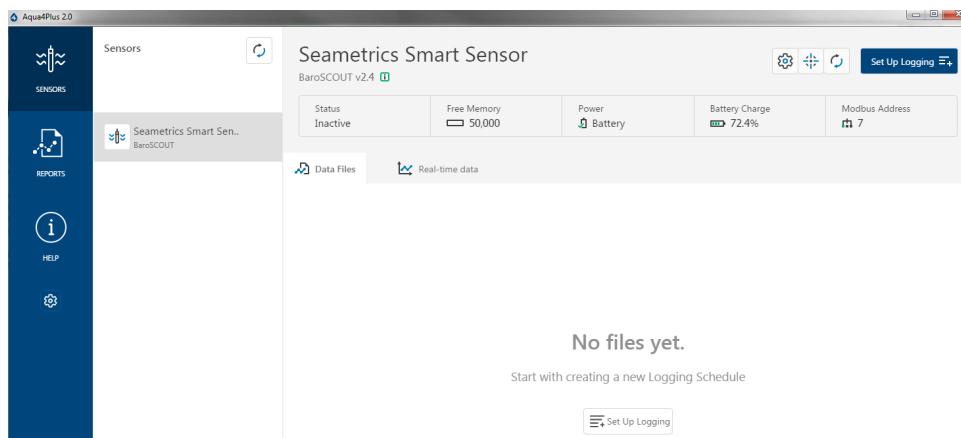 Aqua4Plus 2.0
SENSORS
REPORTS
HELP
Sensors
Seametrics Smart Sen..
BaroSCOUT
Seametrics Smart Sensor
BaroSCOUT v2.4
Set Up Logging
Status
Inactive
Free Memory
50,000
Power
Battery
Battery Charge
72.4%
Modbus Address
7
Data Files
Real-time data
No files yet.
Start with creating a new Logging Schedule
Set Up Logging